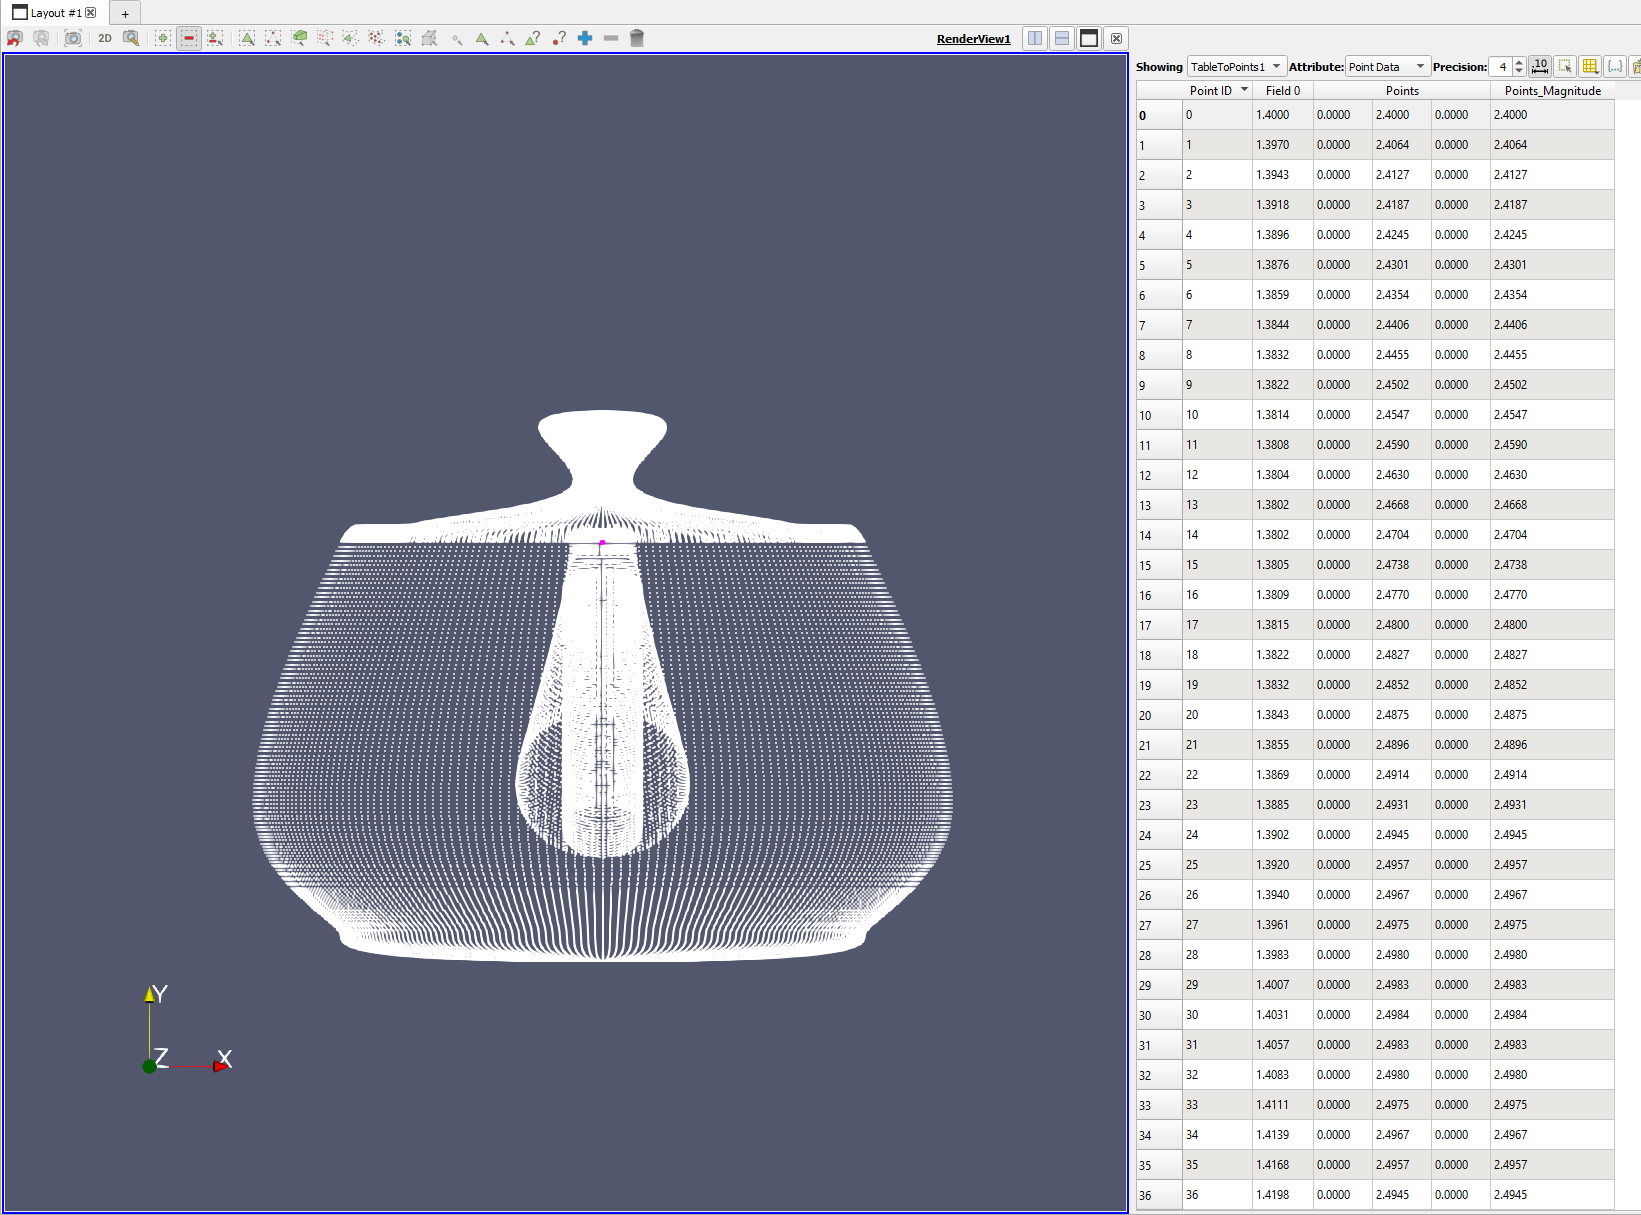 Layout #1
+
2D
RenderView1
Showing TableToPoints1 Attribute: Point Data Precision: 4 .10 {...}
Point ID Field 0 Points Points_Magnitude
0 0 1.4000 0.0000 2.4000 0.0000 2.4000
1 1 1.3970 0.0000 2.4064 0.0000 2.4064
2 2 1.3943 0.0000 2.4127 0.0000 2.4127
3 3 1.3918 0.0000 2.4187 0.0000 2.4187
4 4 1.3896 0.0000 2.4245 0.0000 2.4245
5 5 1.3876 0.0000 2.4301 0.0000 2.4301
6 6 1.3859 0.0000 2.4354 0.0000 2.4354
7 7 1.3844 0.0000 2.4406 0.0000 2.4406
8 8 1.3832 0.0000 2.4455 0.0000 2.4455
9 9 1.3822 0.0000 2.4502 0.0000 2.4502
10 10 1.3814 0.0000 2.4547 0.0000 2.4547
11 11 1.3808 0.0000 2.4590 0.0000 2.4590
12 12 1.3804 0.0000 2.4630 0.0000 2.4630
13 13 1.3802 0.0000 2.4668 0.0000 2.4668
14 14 1.3802 0.0000 2.4704 0.0000 2.4704
15 15 1.3805 0.0000 2.4738 0.0000 2.4738
16 16 1.3809 0.0000 2.4770 0.0000 2.4770
17 17 1.3815 0.0000 2.4800 0.0000 2.4800
18 18 1.3822 0.0000 2.4827 0.0000 2.4827
19 19 1.3832 0.0000 2.4852 0.0000 2.4852
20 20 1.3843 0.0000 2.4875 0.0000 2.4875
21 21 1.3855 0.0000 2.4896 0.0000 2.4896
22 22 1.3869 0.0000 2.4914 0.0000 2.4914
23 23 1.3885 0.0000 2.4931 0.0000 2.4931
24 24 1.3902 0.0000 2.4945 0.0000 2.4945
25 25 1.3920 0.0000 2.4957 0.0000 2.4957
26 26 1.3940 0.0000 2.4967 0.0000 2.4967
27 27 1.3961 0.0000 2.4975 0.0000 2.4975
28 28 1.3983 0.0000 2.4980 0.0000 2.4980
29 29 1.4007 0.0000 2.4983 0.0000 2.4983
30 30 1.4031 0.0000 2.4984 0.0000 2.4984
31 31 1.4057 0.0000 2.4983 0.0000 2.4983
32 32 1.4083 0.0000 2.4980 0.0000 2.4980
33 33 1.4111 0.0000 2.4975 0.0000 2.4975
34 34 1.4139 0.0000 2.4967 0.0000 2.4967
35 35 1.4168 0.0000 2.4957 0.0000 2.4957
36 36 1.4198 0.0000 2.4945 0.0000 2.4945
Y
Z X